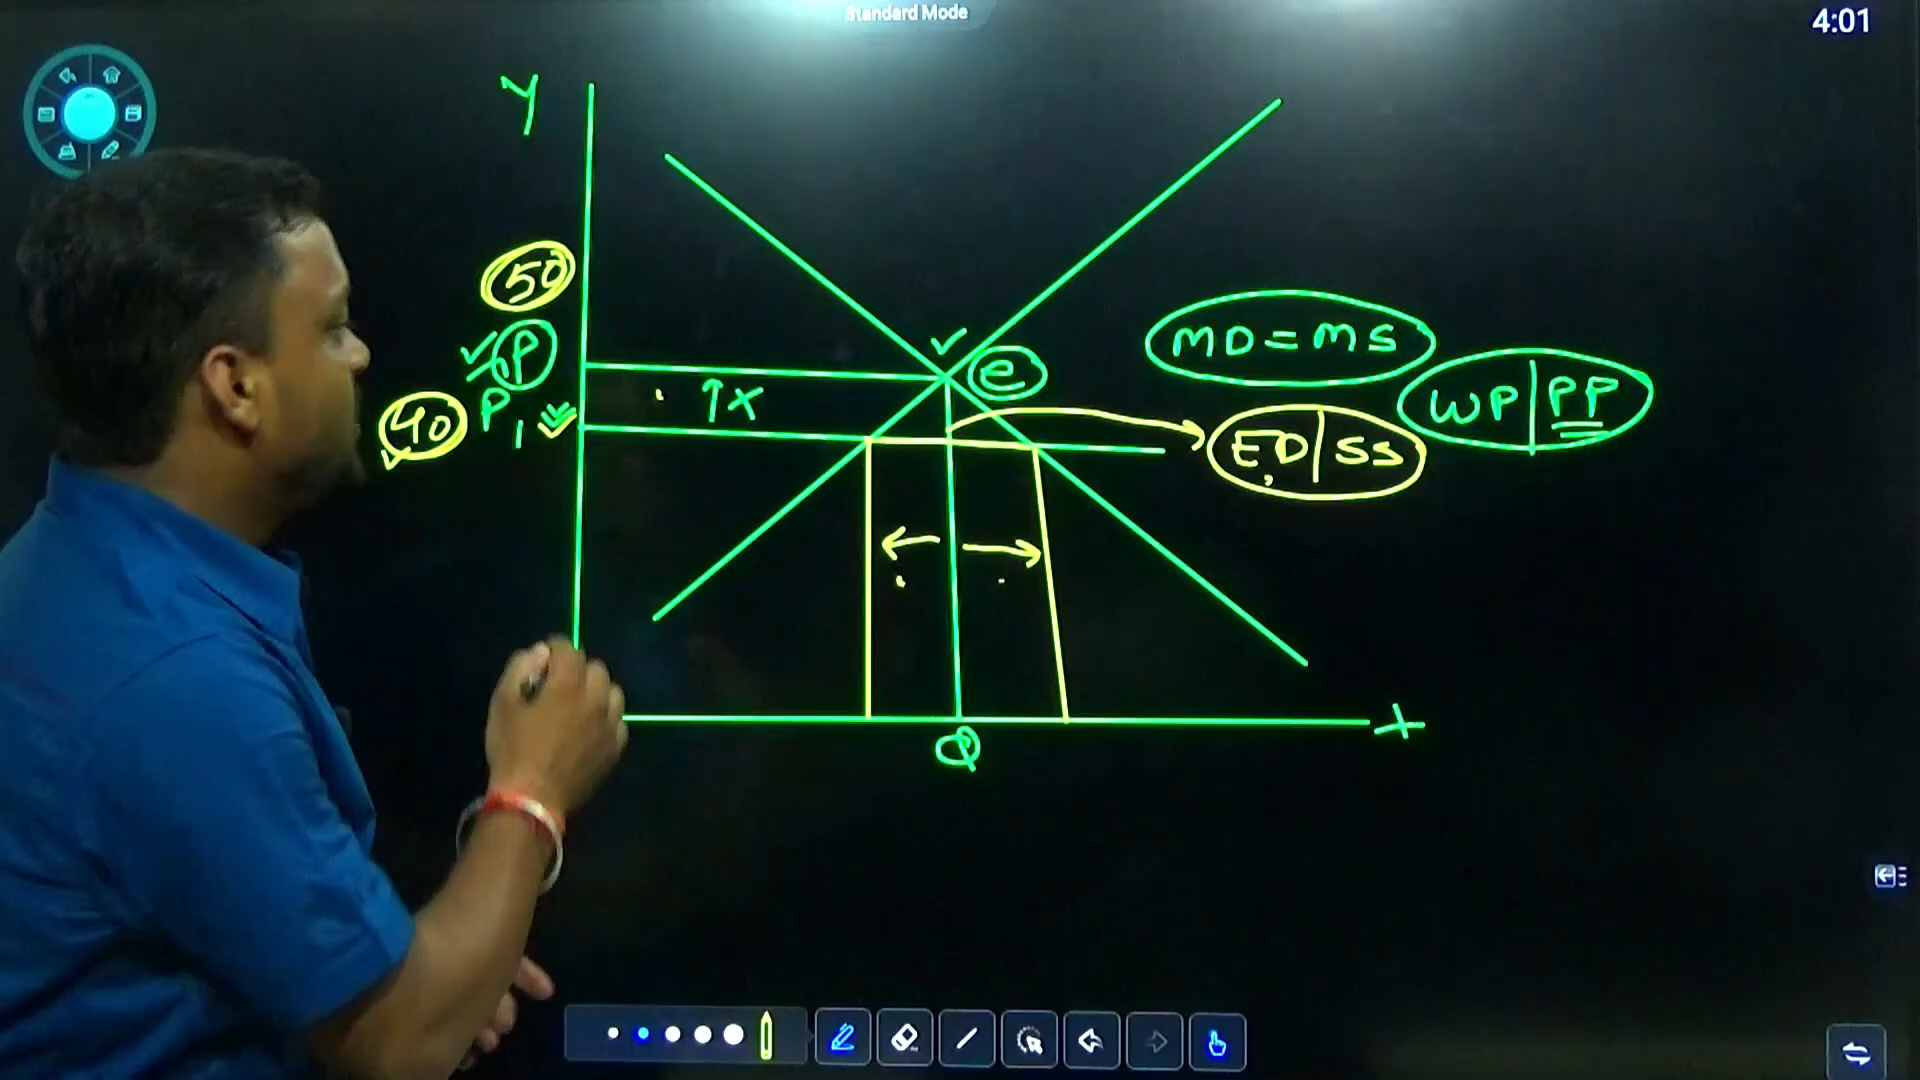 Standard Mode
4:01
Y
50
P
e
MD = MS
WP | PP
40
P1
↑X
ED | SS
Q
X